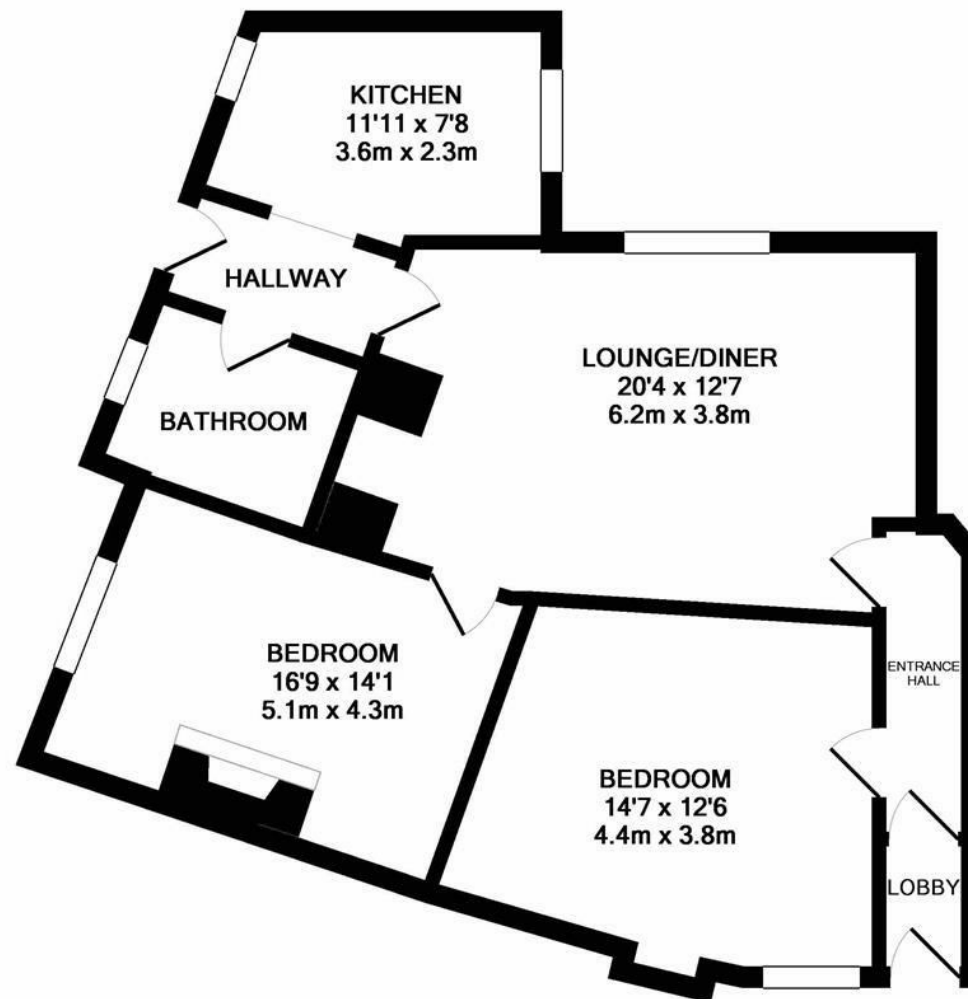 KITCHEN
11'11 x 7'8
3.6m x 2.3m
HALLWAY
LOUNGE/DINER
20'4 x 12'7
6.2m x 3.8m
BATHROOM
BEDROOM
16'9 x 14'1
5.1m x 4.3m
ENTRANCE
HALL
BEDROOM
14'7 x 12'6
4.4m x 3.8m
LOBBY